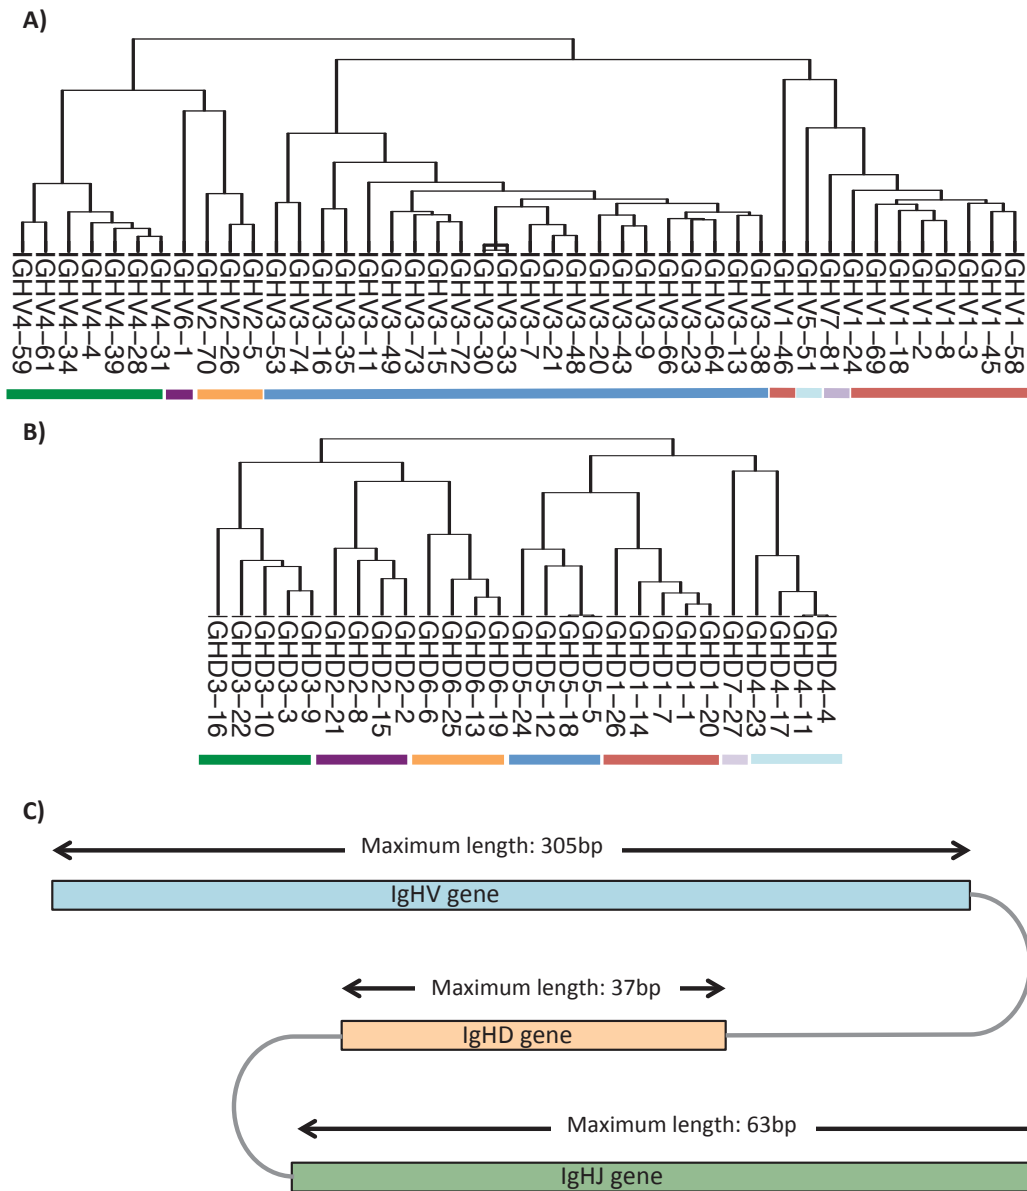 A)
IGHV4–59
IGHV4–61
IGHV4–34
IGHV4–4
IGHV4–39
IGHV4–28
IGHV4–31
IGHV6–1
IGHV2–70
IGHV2–26
IGHV2–5
IGHV3–53
IGHV3–74
IGHV3–16
IGHV3–35
IGHV3–11
IGHV3–49
IGHV3–73
IGHV3–15
IGHV3–72
IGHV3–30
IGHV3–33
IGHV3–7
IGHV3–21
IGHV3–48
IGHV3–20
IGHV3–43
IGHV3–9
IGHV3–66
IGHV3–23
IGHV3–64
IGHV3–13
IGHV3–38
IGHV1–46
IGHV5–51
IGHV7–81
IGHV1–24
IGHV1–69
IGHV1–18
IGHV1–2
IGHV1–8
IGHV1–3
IGHV1–45
IGHV1–58
B)
IGHD3–16
IGHD3–22
IGHD3–10
IGHD3–3
IGHD3–9
IGHD2–21
IGHD2–8
IGHD2–15
IGHD2–2
IGHD6–6
IGHD6–25
IGHD6–13
IGHD6–19
IGHD5–24
IGHD5–12
IGHD5–18
IGHD5–5
IGHD1–26
IGHD1–14
IGHD1–7
IGHD1–1
IGHD1–20
IGHD7–27
IGHD4–23
IGHD4–17
IGHD4–11
IGHD4–4
C)
Maximum length: 305bp
IgHV gene
Maximum length: 37bp
IgHD gene
Maximum length: 63bp
IgHJ gene